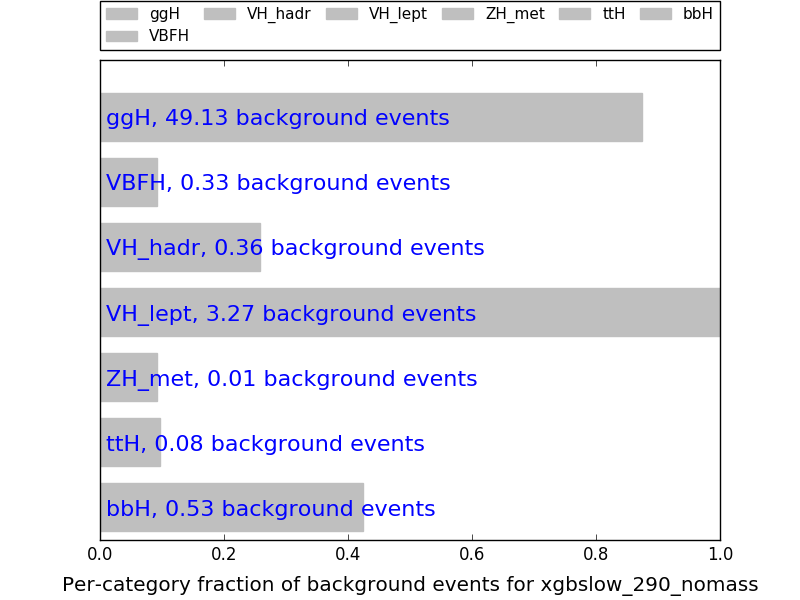 ggH VH_hadr VH_lept ZH_met ttH bbH
VBFH
ggH, 49.13 background events
VBFH, 0.33 background events
VH_hadr, 0.36 background events
VH_lept, 3.27 background events
ZH_met, 0.01 background events
ttH, 0.08 background events
bbH, 0.53 background events
0.0 0.2 0.4 0.6 0.8 1.0
Per-category fraction of background events for xgbslow_290_nomass